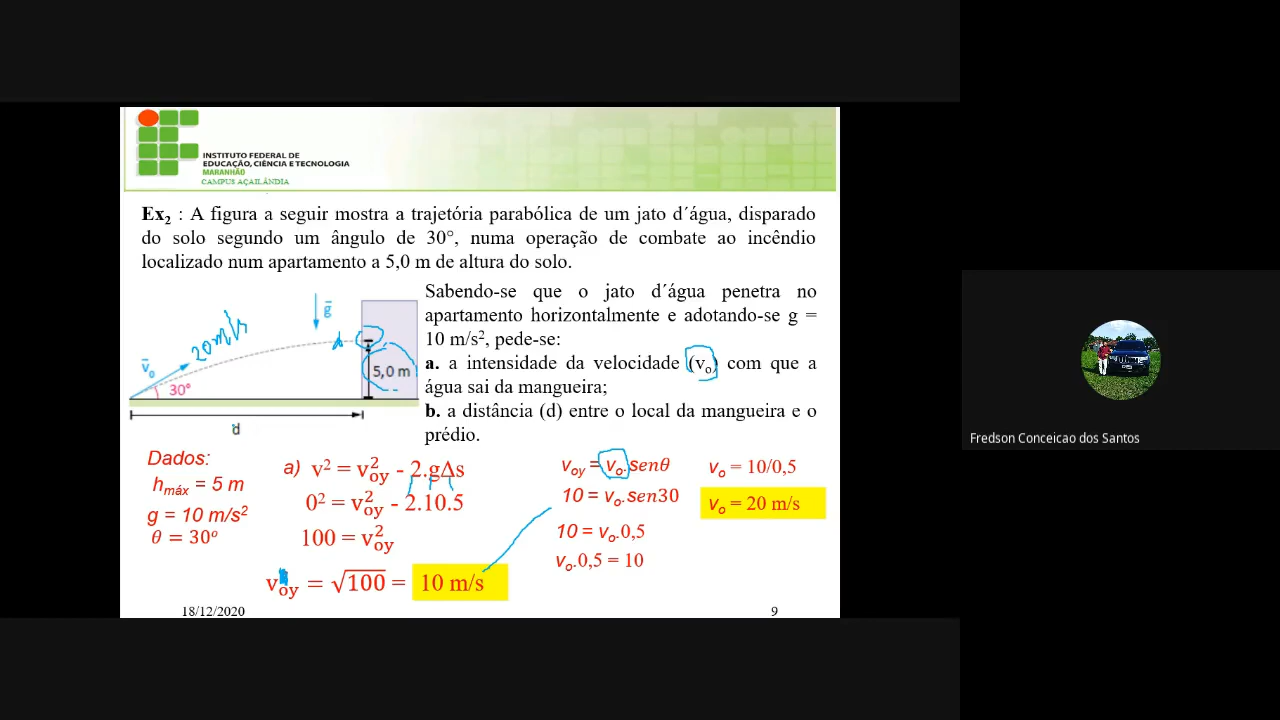 INSTITUTO FEDERAL DE
EDUCAÇÃO, CIÊNCIA E TECNOLOGIA
MARANHÃO
CAMPUS AÇAILÂNDIA
Ex₂ : A figura a seguir mostra a trajetória parabólica de um jato d´água, disparado
do solo segundo um ângulo de 30°, numa operação de combate ao incêndio
localizado num apartamento a 5,0 m de altura do solo.
Sabendo-se que o jato d´água penetra no
apartamento horizontalmente e adotando-se g =
10 m/s², pede-se:
a. a intensidade da velocidade (v₀) com que a
água sai da mangueira;
b. a distância (d) entre o local da mangueira e o
prédio.
g
20 m/s
v₀
30°
5,0 m
d
Dados:
hmáx = 5 m
g = 10 m/s²
θ = 30º
a) v² = v²oy - 2.gΔs
0² = v²oy - 2.10.5
100 = v²oy
voy = √100 = 10 m/s
voy = vo.senθ
10 = vo.sen30
10 = vo.0,5
vo.0,5 = 10
vo = 10/0,5
vo = 20 m/s
18/12/2020
9
Fredson Conceicao dos Santos